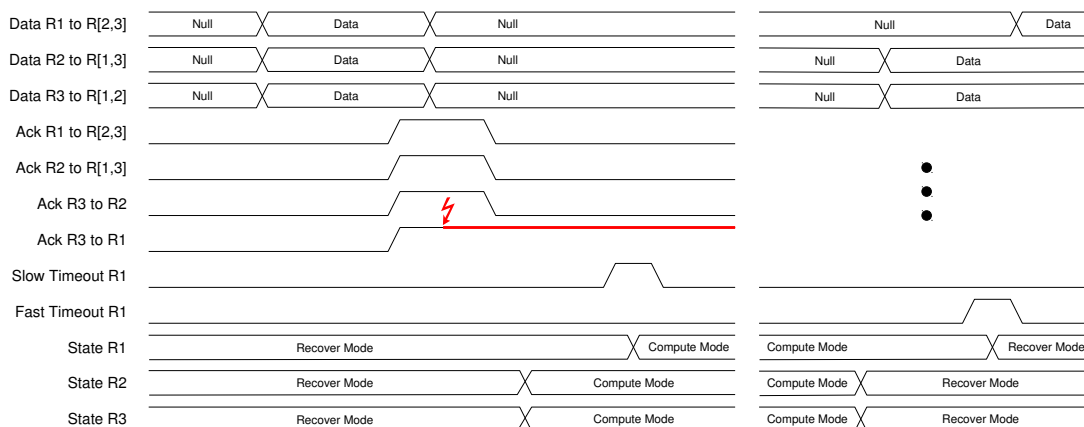 Data R1 to R[2,3] Null Data Null Null Data
Data R2 to R[1,3] Null Data Null Null Data
Data R3 to R[1,2] Null Data Null Null Data
Ack R1 to R[2,3]
Ack R2 to R[1,3]
Ack R3 to R2
Ack R3 to R1
Slow Timeout R1
Fast Timeout R1
State R1 Recover Mode Compute Mode Compute Mode Recover Mode
State R2 Recover Mode Compute Mode Compute Mode Recover Mode
State R3 Recover Mode Compute Mode Compute Mode Recover Mode